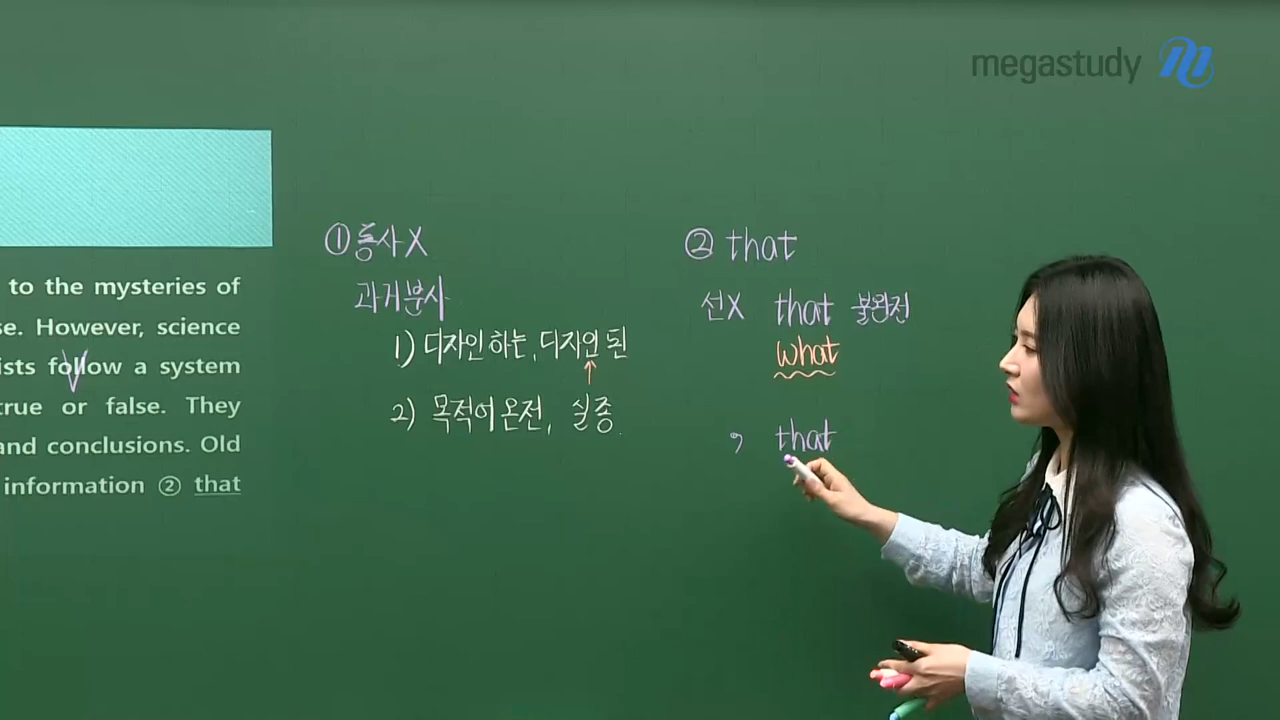 megastudy
to the mysteries of
se. However, science
ists follow a system
true or false. They
and conclusions. Old
information ② that
①동사 X
과거분사
1) 디자인 하는, 디자인 된
2) 목적어 온전, 실종.
② that
선X that 불완전
what
, that